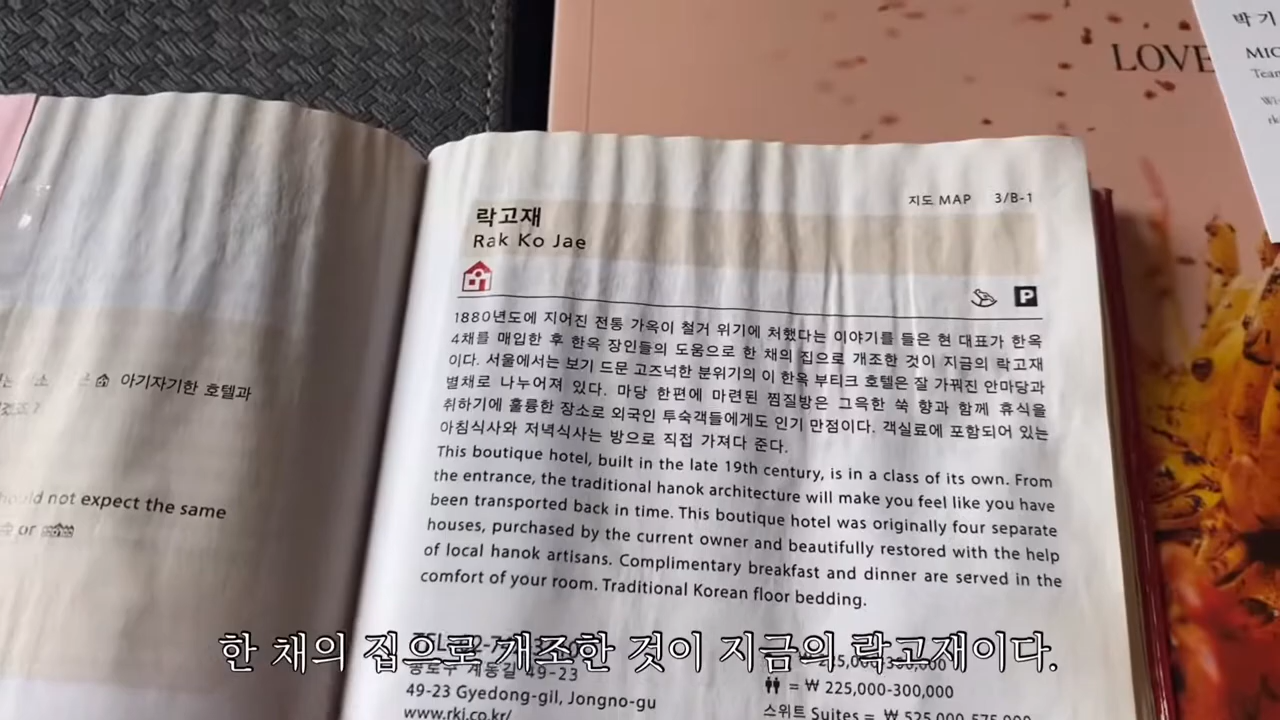 LOVE
박 기
지도 MAP 3/B-1
락고재
Rak Ko Jae
P
1880년도에 지어진 전통 가옥이 철거 위기에 처했다는 이야기를 들은 현 대표가 한옥
4채를 매입한 후 한옥 장인들의 도움으로 한 채의 집으로 개조한 것이 지금의 락고재
이다. 서울에서는 보기 드문 고즈넉한 분위기의 이 한옥 부티크 호텔은 잘 가꿔진 안마당과
별채로 나누어져 있다. 마당 한편에 마련된 찜질방은 그윽한 쑥 향과 함께 휴식을
취하기에 훌륭한 장소로 외국인 투숙객들에게도 인기 만점이다. 객실료에 포함되어 있는
아침식사와 저녁식사는 방으로 직접 가져다 준다.
This boutique hotel, built in the late 19th century, is in a class of its own. From
the entrance, the traditional hanok architecture will make you feel like you have
been transported back in time. This boutique hotel was originally four separate
houses, purchased by the current owner and beautifully restored with the help
of local hanok artisans. Complimentary breakfast and dinner are served in the
comfort of your room. Traditional Korean floor bedding.
종로구 계동길 49-23
49-23 Gyedong-gil, Jongno-gu
www.rkj.co.kr/
= ₩ 225,000-300,000
스위트 Suites = ₩ 525,000-575,000
아기자기한 호텔과
should not expect the same
or
한 채의 집으로 개조한 것이 지금의 락고재이다.